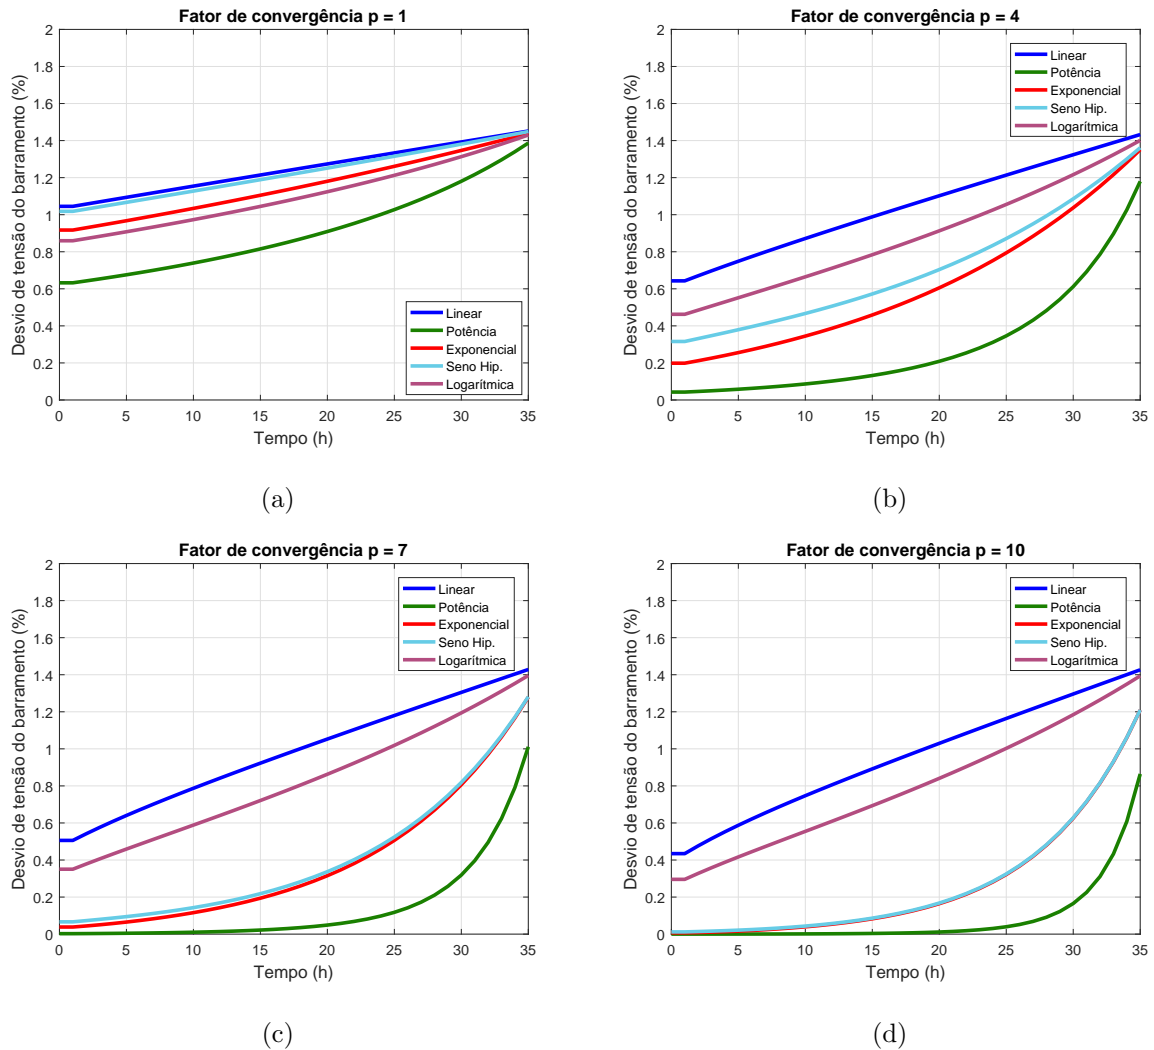 Fator de convergência p = 1
Desvio de tensão do barramento (%)
2
1.8
1.6
1.4
1.2
1
0.8
0.6
0.4
0.2
0
Linear
Potência
Exponencial
Seno Hip.
Logarítmica
0 5 10 15 20 25 30 35
Tempo (h)
(a)
Fator de convergência p = 4
Desvio de tensão do barramento (%)
2
1.8
1.6
1.4
1.2
1
0.8
0.6
0.4
0.2
0
Linear
Potência
Exponencial
Seno Hip.
Logarítmica
0 5 10 15 20 25 30 35
Tempo (h)
(b)
Fator de convergência p = 7
Desvio de tensão do barramento (%)
2
1.8
1.6
1.4
1.2
1
0.8
0.6
0.4
0.2
0
Linear
Potência
Exponencial
Seno Hip.
Logarítmica
0 5 10 15 20 25 30 35
Tempo (h)
(c)
Fator de convergência p = 10
Desvio de tensão do barramento (%)
2
1.8
1.6
1.4
1.2
1
0.8
0.6
0.4
0.2
0
Linear
Potência
Exponencial
Seno Hip.
Logarítmica
0 5 10 15 20 25 30 35
Tempo (h)
(d)